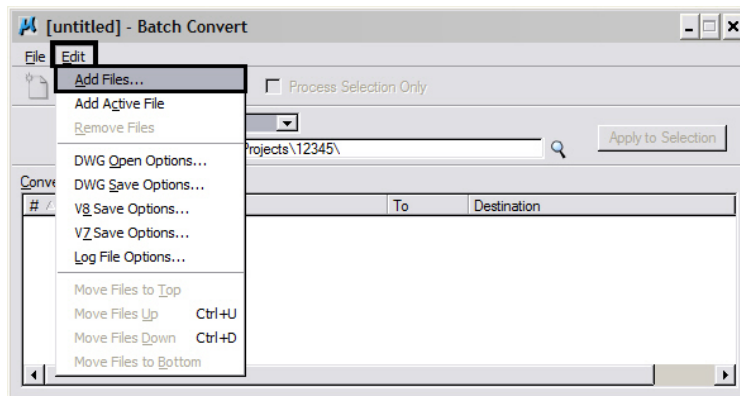 [untitled] - Batch Convert
File Edit
Add Files...
Process Selection Only
Add Active File
Remove Files
Projects\12345\
Apply to Selection
DWG Open Options...
DWG Save Options...
V8 Save Options...
V7 Save Options...
Log File Options...
Move Files to Top
Move Files Up Ctrl+U
Move Files Down Ctrl+D
Move Files to Bottom
#
To Destination